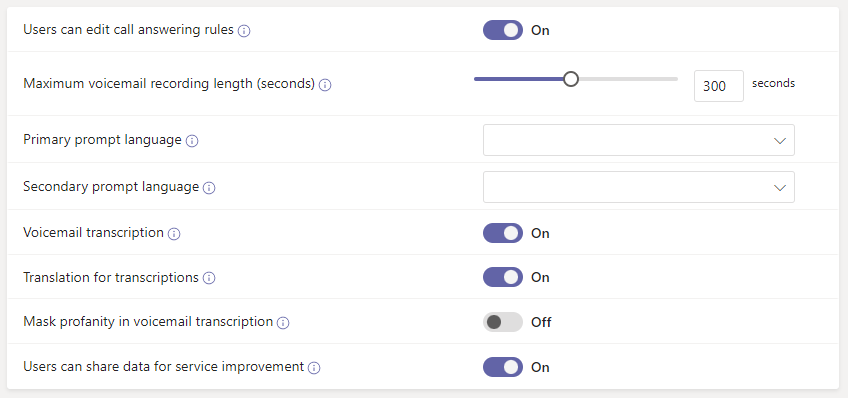 Users can edit call answering rules On
Maximum voicemail recording length (seconds) 300 seconds
Primary prompt language
Secondary prompt language
Voicemail transcription On
Translation for transcriptions On
Mask profanity in voicemail transcription Off
Users can share data for service improvement On